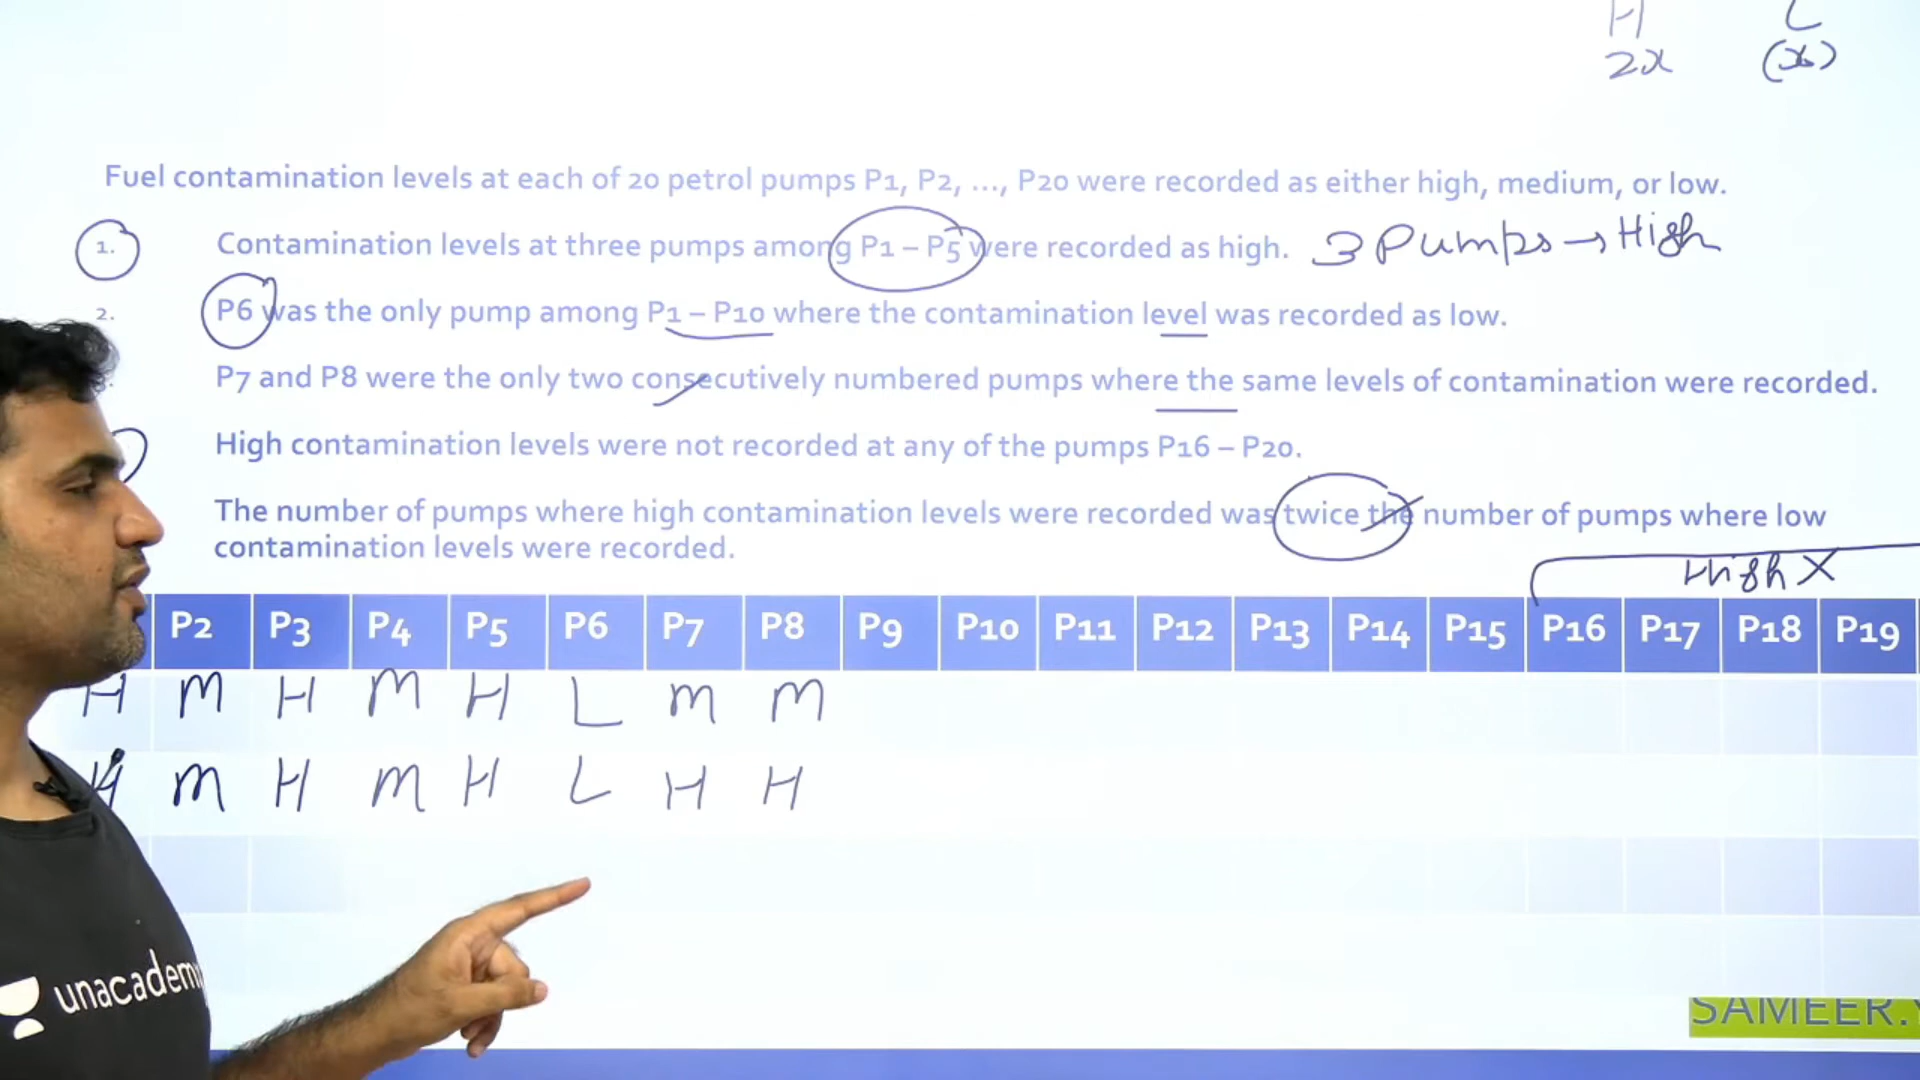 H L
2x (x)
Fuel contamination levels at each of 20 petrol pumps P1, P2, ..., P20 were recorded as either high, medium, or low.
1. Contamination levels at three pumps among P1 – P5 were recorded as high. 3 Pumps → High
2. P6 was the only pump among P1 – P10 where the contamination level was recorded as low.
P7 and P8 were the only two consecutively numbered pumps where the same levels of contamination were recorded.
High contamination levels were not recorded at any of the pumps P16 – P20.
The number of pumps where high contamination levels were recorded was twice the number of pumps where low
contamination levels were recorded.
High X
P2 P3 P4 P5 P6 P7 P8 P9 P10 P11 P12 P13 P14 P15 P16 P17 P18 P19
H M H M H L M M
H M H M H L H H
unacademy
SAMEER.